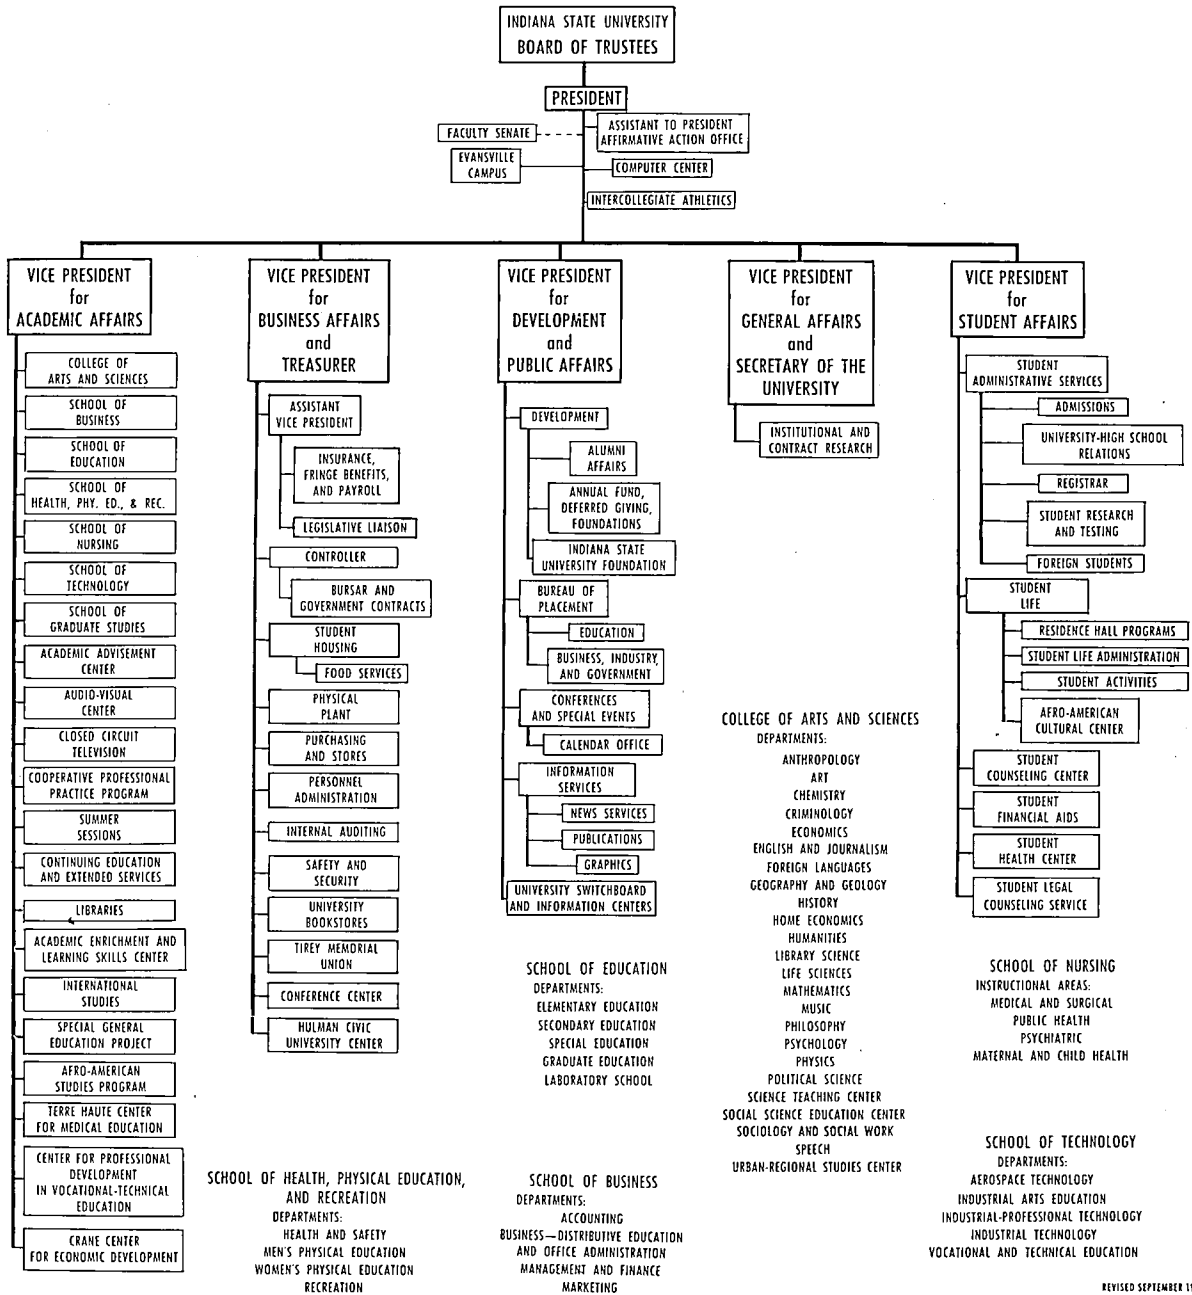 INDIANA STATE UNIVERSITY
BOARD OF TRUSTEES
PRESIDENT
ASSISTANT TO PRESIDENT
AFFIRMATIVE ACTION OFFICE
FACULTY SENATE
EVANSVILLE
CAMPUS
COMPUTER CENTER
INTERCOLLEGIATE ATHLETICS
VICE PRESIDENT
for
ACADEMIC AFFAIRS
COLLEGE OF
ARTS AND SCIENCES
SCHOOL OF
BUSINESS
SCHOOL OF
EDUCATION
SCHOOL OF
HEALTH, PHY. ED., & REC.
SCHOOL OF
NURSING
SCHOOL OF
TECHNOLOGY
SCHOOL OF
GRADUATE STUDIES
ACADEMIC ADVISEMENT
CENTER
AUDIO-VISUAL
CENTER
CLOSED CIRCUIT
TELEVISION
COOPERATIVE PROFESSIONAL
PRACTICE PROGRAM
SUMMER
SESSIONS
CONTINUING EDUCATION
AND EXTENDED SERVICES
LIBRARIES
ACADEMIC ENRICHMENT AND
LEARNING SKILLS CENTER
INTERNATIONAL
STUDIES
SPECIAL GENERAL
EDUCATION PROJECT
AFRO-AMERICAN
STUDIES PROGRAM
TERRE HAUTE CENTER
FOR MEDICAL EDUCATION
CENTER FOR PROFESSIONAL
DEVELOPMENT
IN VOCATIONAL-TECHNICAL
EDUCATION
CRANE CENTER
FOR ECONOMIC DEVELOPMENT
VICE PRESIDENT
for
BUSINESS AFFAIRS
and
TREASURER
ASSISTANT
VICE PRESIDENT
INSURANCE,
FRINGE BENEFITS,
AND PAYROLL
LEGISLATIVE LIAISON
CONTROLLER
BURSAR AND
GOVERNMENT CONTRACTS
STUDENT
HOUSING
FOOD SERVICES
PHYSICAL
PLANT
PURCHASING
AND STORES
PERSONNEL
ADMINISTRATION
INTERNAL AUDITING
SAFETY AND
SECURITY
UNIVERSITY
BOOKSTORES
TIREY MEMORIAL
UNION
CONFERENCE CENTER
HULMAN CIVIC
UNIVERSITY CENTER
VICE PRESIDENT
for
DEVELOPMENT
and
PUBLIC AFFAIRS
DEVELOPMENT
ALUMNI
AFFAIRS
ANNUAL FUND,
DEFERRED GIVING,
FOUNDATIONS
INDIANA STATE
UNIVERSITY FOUNDATION
BUREAU OF
PLACEMENT
EDUCATION
BUSINESS, INDUSTRY,
AND GOVERNMENT
CONFERENCES
AND SPECIAL EVENTS
CALENDAR OFFICE
INFORMATION
SERVICES
NEWS SERVICES
PUBLICATIONS
GRAPHICS
UNIVERSITY SWITCHBOARD
AND INFORMATION CENTERS
VICE PRESIDENT
for
GENERAL AFFAIRS
and
SECRETARY OF THE
UNIVERSITY
INSTITUTIONAL AND
CONTRACT RESEARCH
VICE PRESIDENT
for
STUDENT AFFAIRS
STUDENT
ADMINISTRATIVE SERVICES
ADMISSIONS
UNIVERSITY-HIGH SCHOOL
RELATIONS
REGISTRAR
STUDENT RESEARCH
AND TESTING
FOREIGN STUDENTS
STUDENT
LIFE
RESIDENCE HALL PROGRAMS
STUDENT LIFE ADMINISTRATION
STUDENT ACTIVITIES
AFRO-AMERICAN
CULTURAL CENTER
STUDENT
COUNSELING CENTER
STUDENT
FINANCIAL AIDS
STUDENT
HEALTH CENTER
STUDENT LEGAL
COUNSELING SERVICE
SCHOOL OF HEALTH, PHYSICAL EDUCATION,
AND RECREATION
DEPARTMENTS:
HEALTH AND SAFETY
MEN'S PHYSICAL EDUCATION
WOMEN'S PHYSICAL EDUCATION
RECREATION
SCHOOL OF EDUCATION
DEPARTMENTS:
ELEMENTARY EDUCATION
SECONDARY EDUCATION
SPECIAL EDUCATION
GRADUATE EDUCATION
LABORATORY SCHOOL
SCHOOL OF BUSINESS
DEPARTMENTS:
ACCOUNTING
BUSINESS—DISTRIBUTIVE EDUCATION
AND OFFICE ADMINISTRATION
MANAGEMENT AND FINANCE
MARKETING
COLLEGE OF ARTS AND SCIENCES
DEPARTMENTS:
ANTHROPOLOGY
ART
CHEMISTRY
CRIMINOLOGY
ECONOMICS
ENGLISH AND JOURNALISM
FOREIGN LANGUAGES
GEOGRAPHY AND GEOLOGY
HISTORY
HOME ECONOMICS
HUMANITIES
LIBRARY SCIENCE
LIFE SCIENCES
MATHEMATICS
MUSIC
PHILOSOPHY
PSYCHOLOGY
PHYSICS
POLITICAL SCIENCE
SCIENCE TEACHING CENTER
SOCIAL SCIENCE EDUCATION CENTER
SOCIOLOGY AND SOCIAL WORK
SPEECH
URBAN-REGIONAL STUDIES CENTER
SCHOOL OF NURSING
INSTRUCTIONAL AREAS:
MEDICAL AND SURGICAL
PUBLIC HEALTH
PSYCHIATRIC
MATERNAL AND CHILD HEALTH
SCHOOL OF TECHNOLOGY
DEPARTMENTS:
AEROSPACE TECHNOLOGY
INDUSTRIAL ARTS EDUCATION
INDUSTRIAL-PROFESSIONAL TECHNOLOGY
INDUSTRIAL TECHNOLOGY
VOCATIONAL AND TECHNICAL EDUCATION
REVISED SEPTEMBER